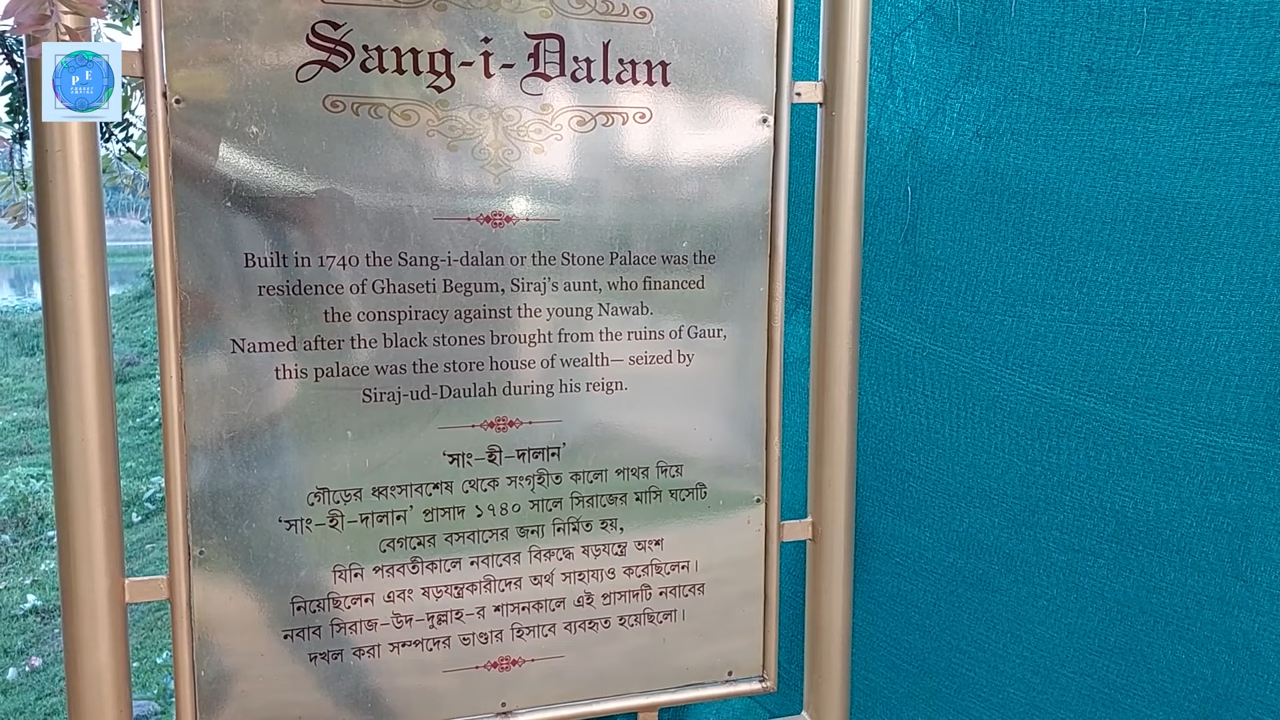 P E
Sang-i-Dalan
Built in 1740 the Sang-i-dalan or the Stone Palace was the
residence of Ghaseti Begum, Siraj's aunt, who financed
the conspiracy against the young Nawab.
Named after the black stones brought from the ruins of Gaur,
this palace was the store house of wealth— seized by
Siraj-ud-Daulah during his reign.
‘সাং-হী-দালান’
গৌড়ের ধ্বংসাবশেষ থেকে সংগৃহীত কালো পাথর দিয়ে
‘সাং-হী-দালান’ প্রাসাদ ১৭৪০ সালে সিরাজের মাসি ঘসেটি
বেগমের বসবাসের জন্য নির্মিত হয়,
যিনি পরবর্তীকালে নবাবের বিরুদ্ধে ষড়যন্ত্রে অংশ
নিয়েছিলেন এবং ষড়যন্ত্রকারীদের অর্থ সাহায্যও করেছিলেন।
নবাব সিরাজ-উদ-দুল্লাহ-র শাসনকালে এই প্রাসাদটি নবাবের
দখল করা সম্পদের ভাণ্ডার হিসাবে ব্যবহৃত হয়েছিলো।